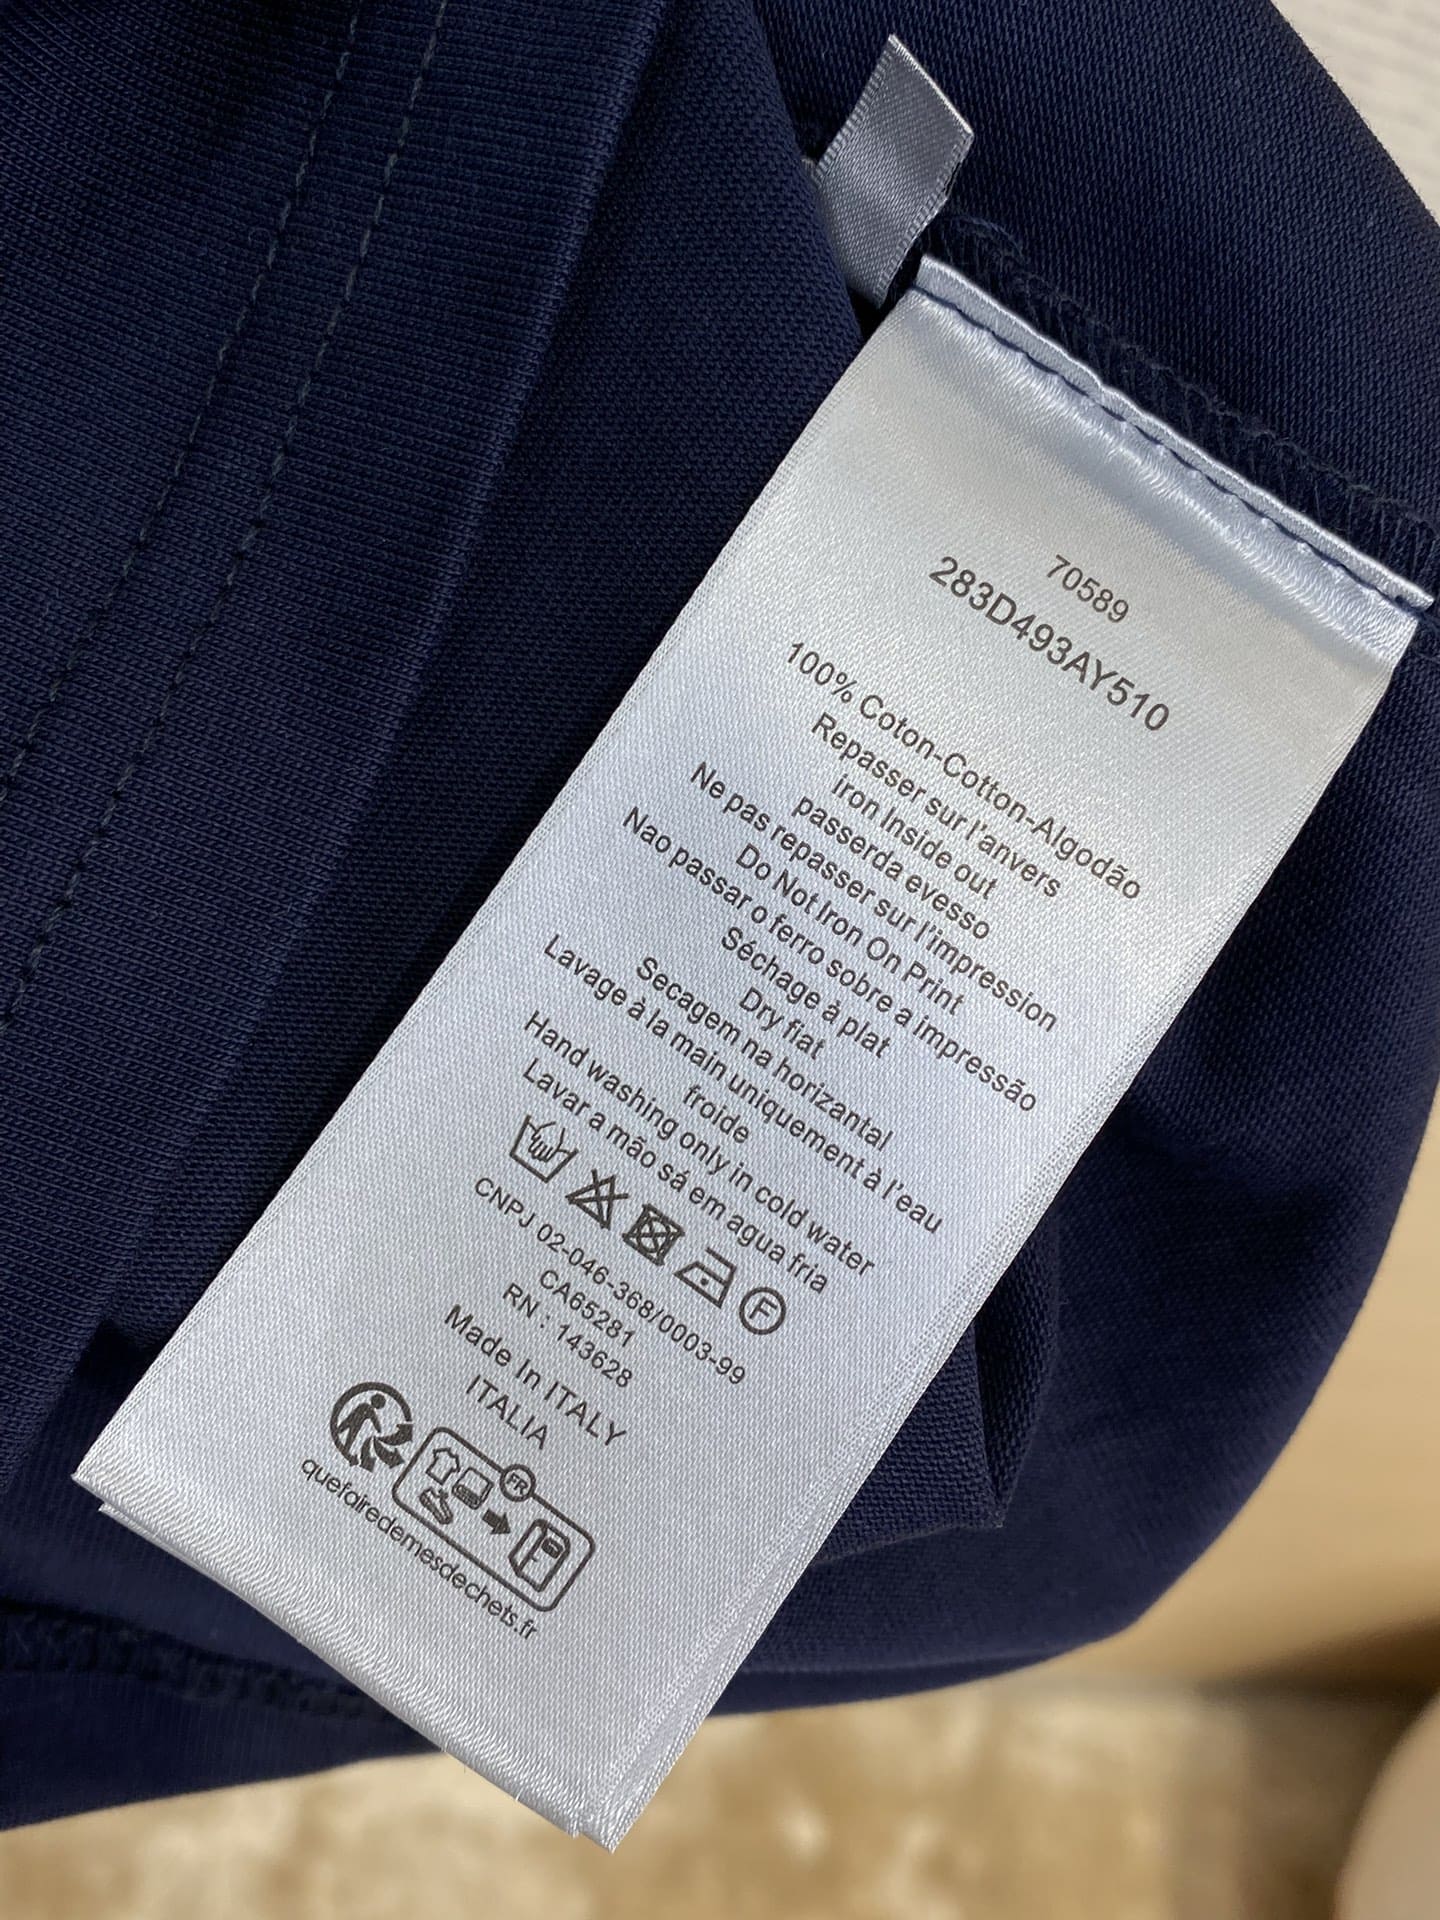 70589
283D493AY510
100% Coton-Cotton-Algodão
Repasser sur l'anvers
iron Inside out
passerda evesso
Ne pas repasser sur l'impression
Do Not Iron On Print
Nao passar o ferro sobre a impressão
Séchage à plat
Dry fiat
Secagem na horizantal
Lavage à la main uniquement à l'eau
froide
Hand washing only in cold water
Lavar a mão sá em agua fria
F
CNPJ 02-046-368/0003-99
CA65281
RN : 143628
Made In ITALY
ITALIA
FR
quefairedemesdechets.fr